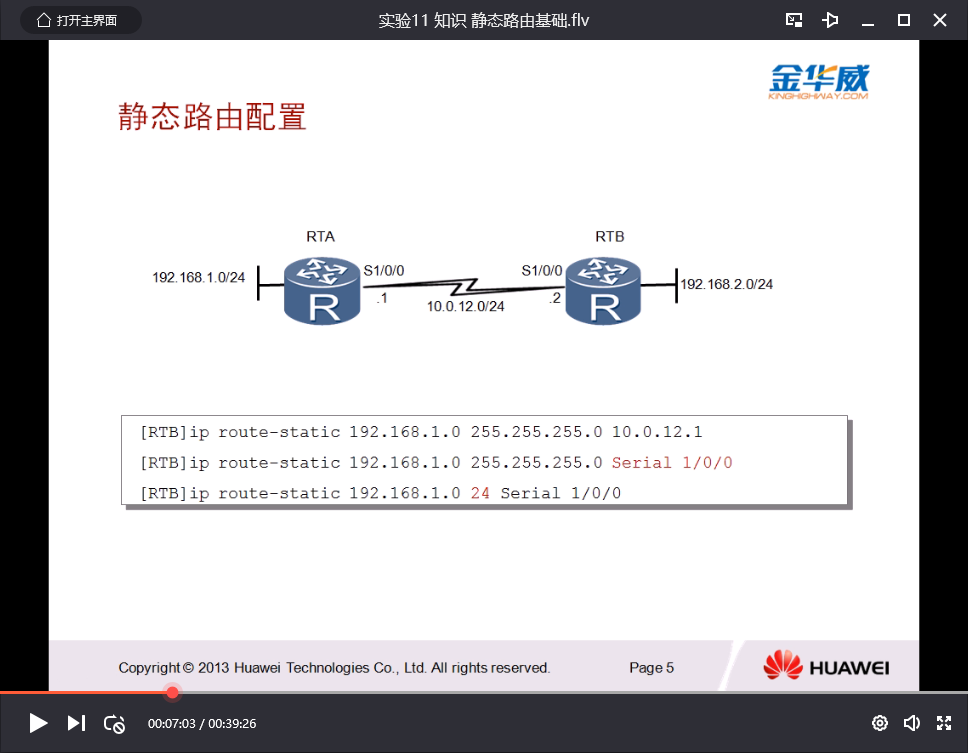 打开主界面
实验11 知识 静态路由基础.flv
金华威
KINGHIGHWAY.COM
静态路由配置
RTA
RTB
192.168.1.0/24
S1/0/0
S1/0/0
192.168.2.0/24
R
R
.1
10.0.12.0/24
.2
[RTB]ip route-static 192.168.1.0 255.255.255.0 10.0.12.1
[RTB]ip route-static 192.168.1.0 255.255.255.0 Serial 1/0/0
[RTB]ip route-static 192.168.1.0 24 Serial 1/0/0
Copyright © 2013 Huawei Technologies Co., Ltd. All rights reserved.
Page 5
HUAWEI
00:07:03 / 00:39:26